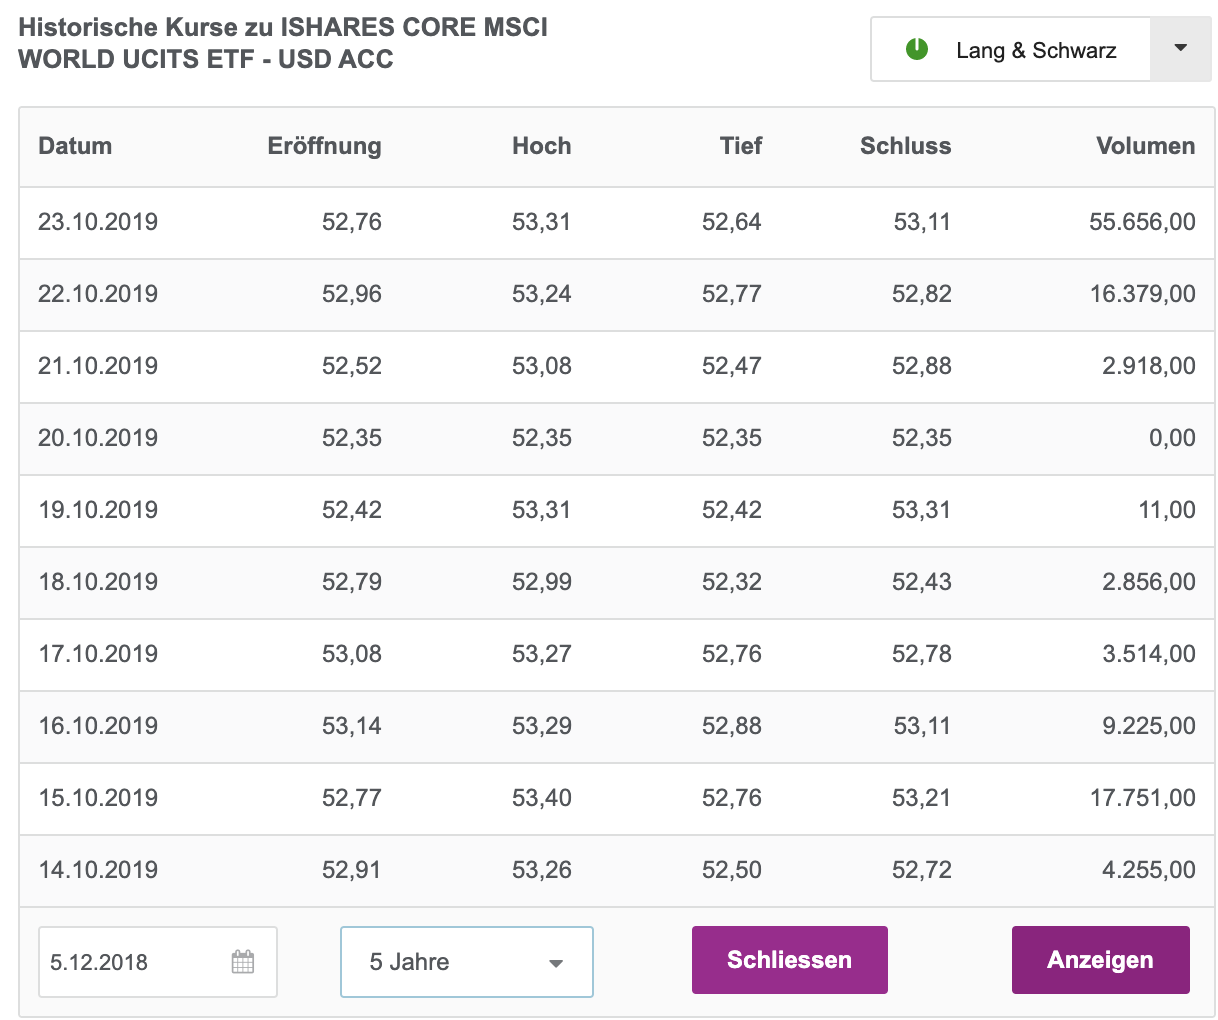 Historische Kurse zu ISHARES CORE MSCI
WORLD UCITS ETF - USD ACC
Lang & Schwarz
Datum Eröffnung Hoch Tief Schluss Volumen
23.10.2019 52,76 53,31 52,64 53,11 55.656,00
22.10.2019 52,96 53,24 52,77 52,82 16.379,00
21.10.2019 52,52 53,08 52,47 52,88 2.918,00
20.10.2019 52,35 52,35 52,35 52,35 0,00
19.10.2019 52,42 53,31 52,42 53,31 11,00
18.10.2019 52,79 52,99 52,32 52,43 2.856,00
17.10.2019 53,08 53,27 52,76 52,78 3.514,00
16.10.2019 53,14 53,29 52,88 53,11 9.225,00
15.10.2019 52,77 53,40 52,76 53,21 17.751,00
14.10.2019 52,91 53,26 52,50 52,72 4.255,00
5.12.2018 5 Jahre Schliessen Anzeigen